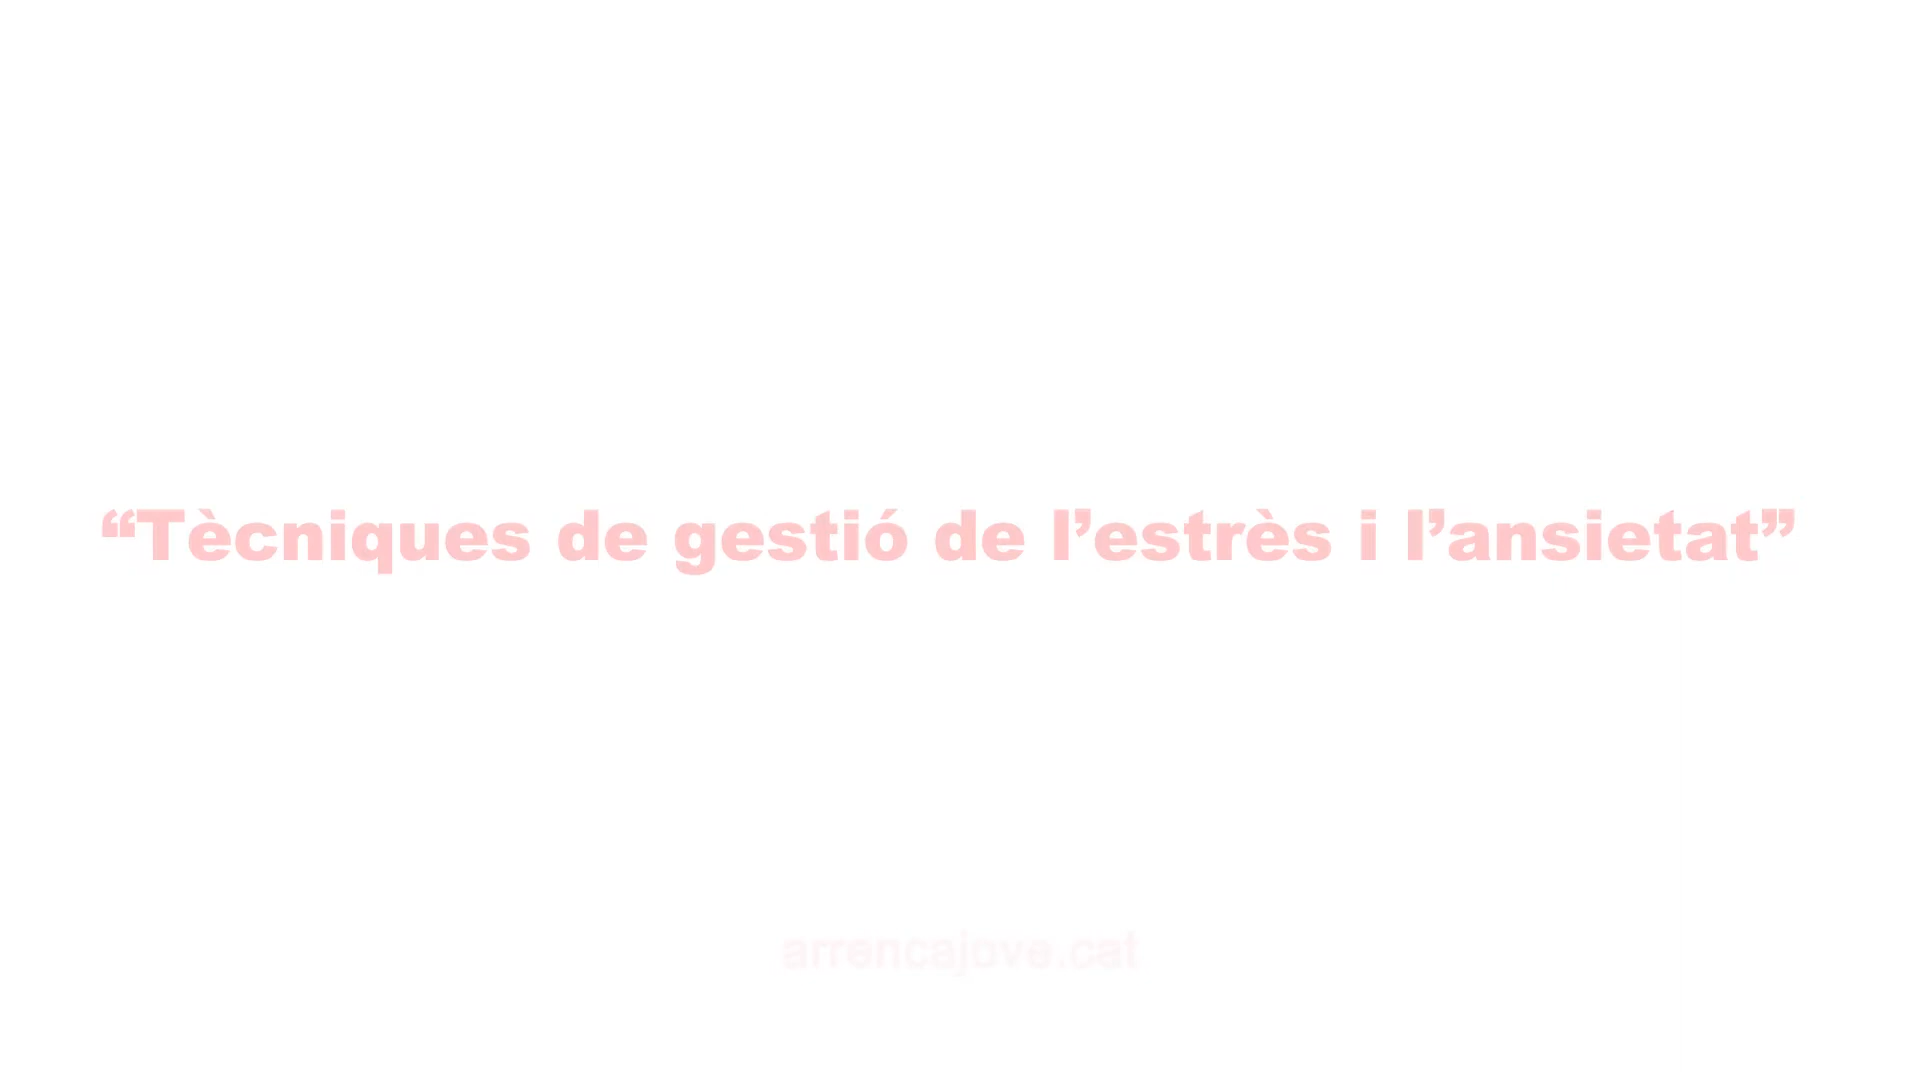 “Tècniques de gestió de l’estrès i l’ansietat”
arrencajove.cat